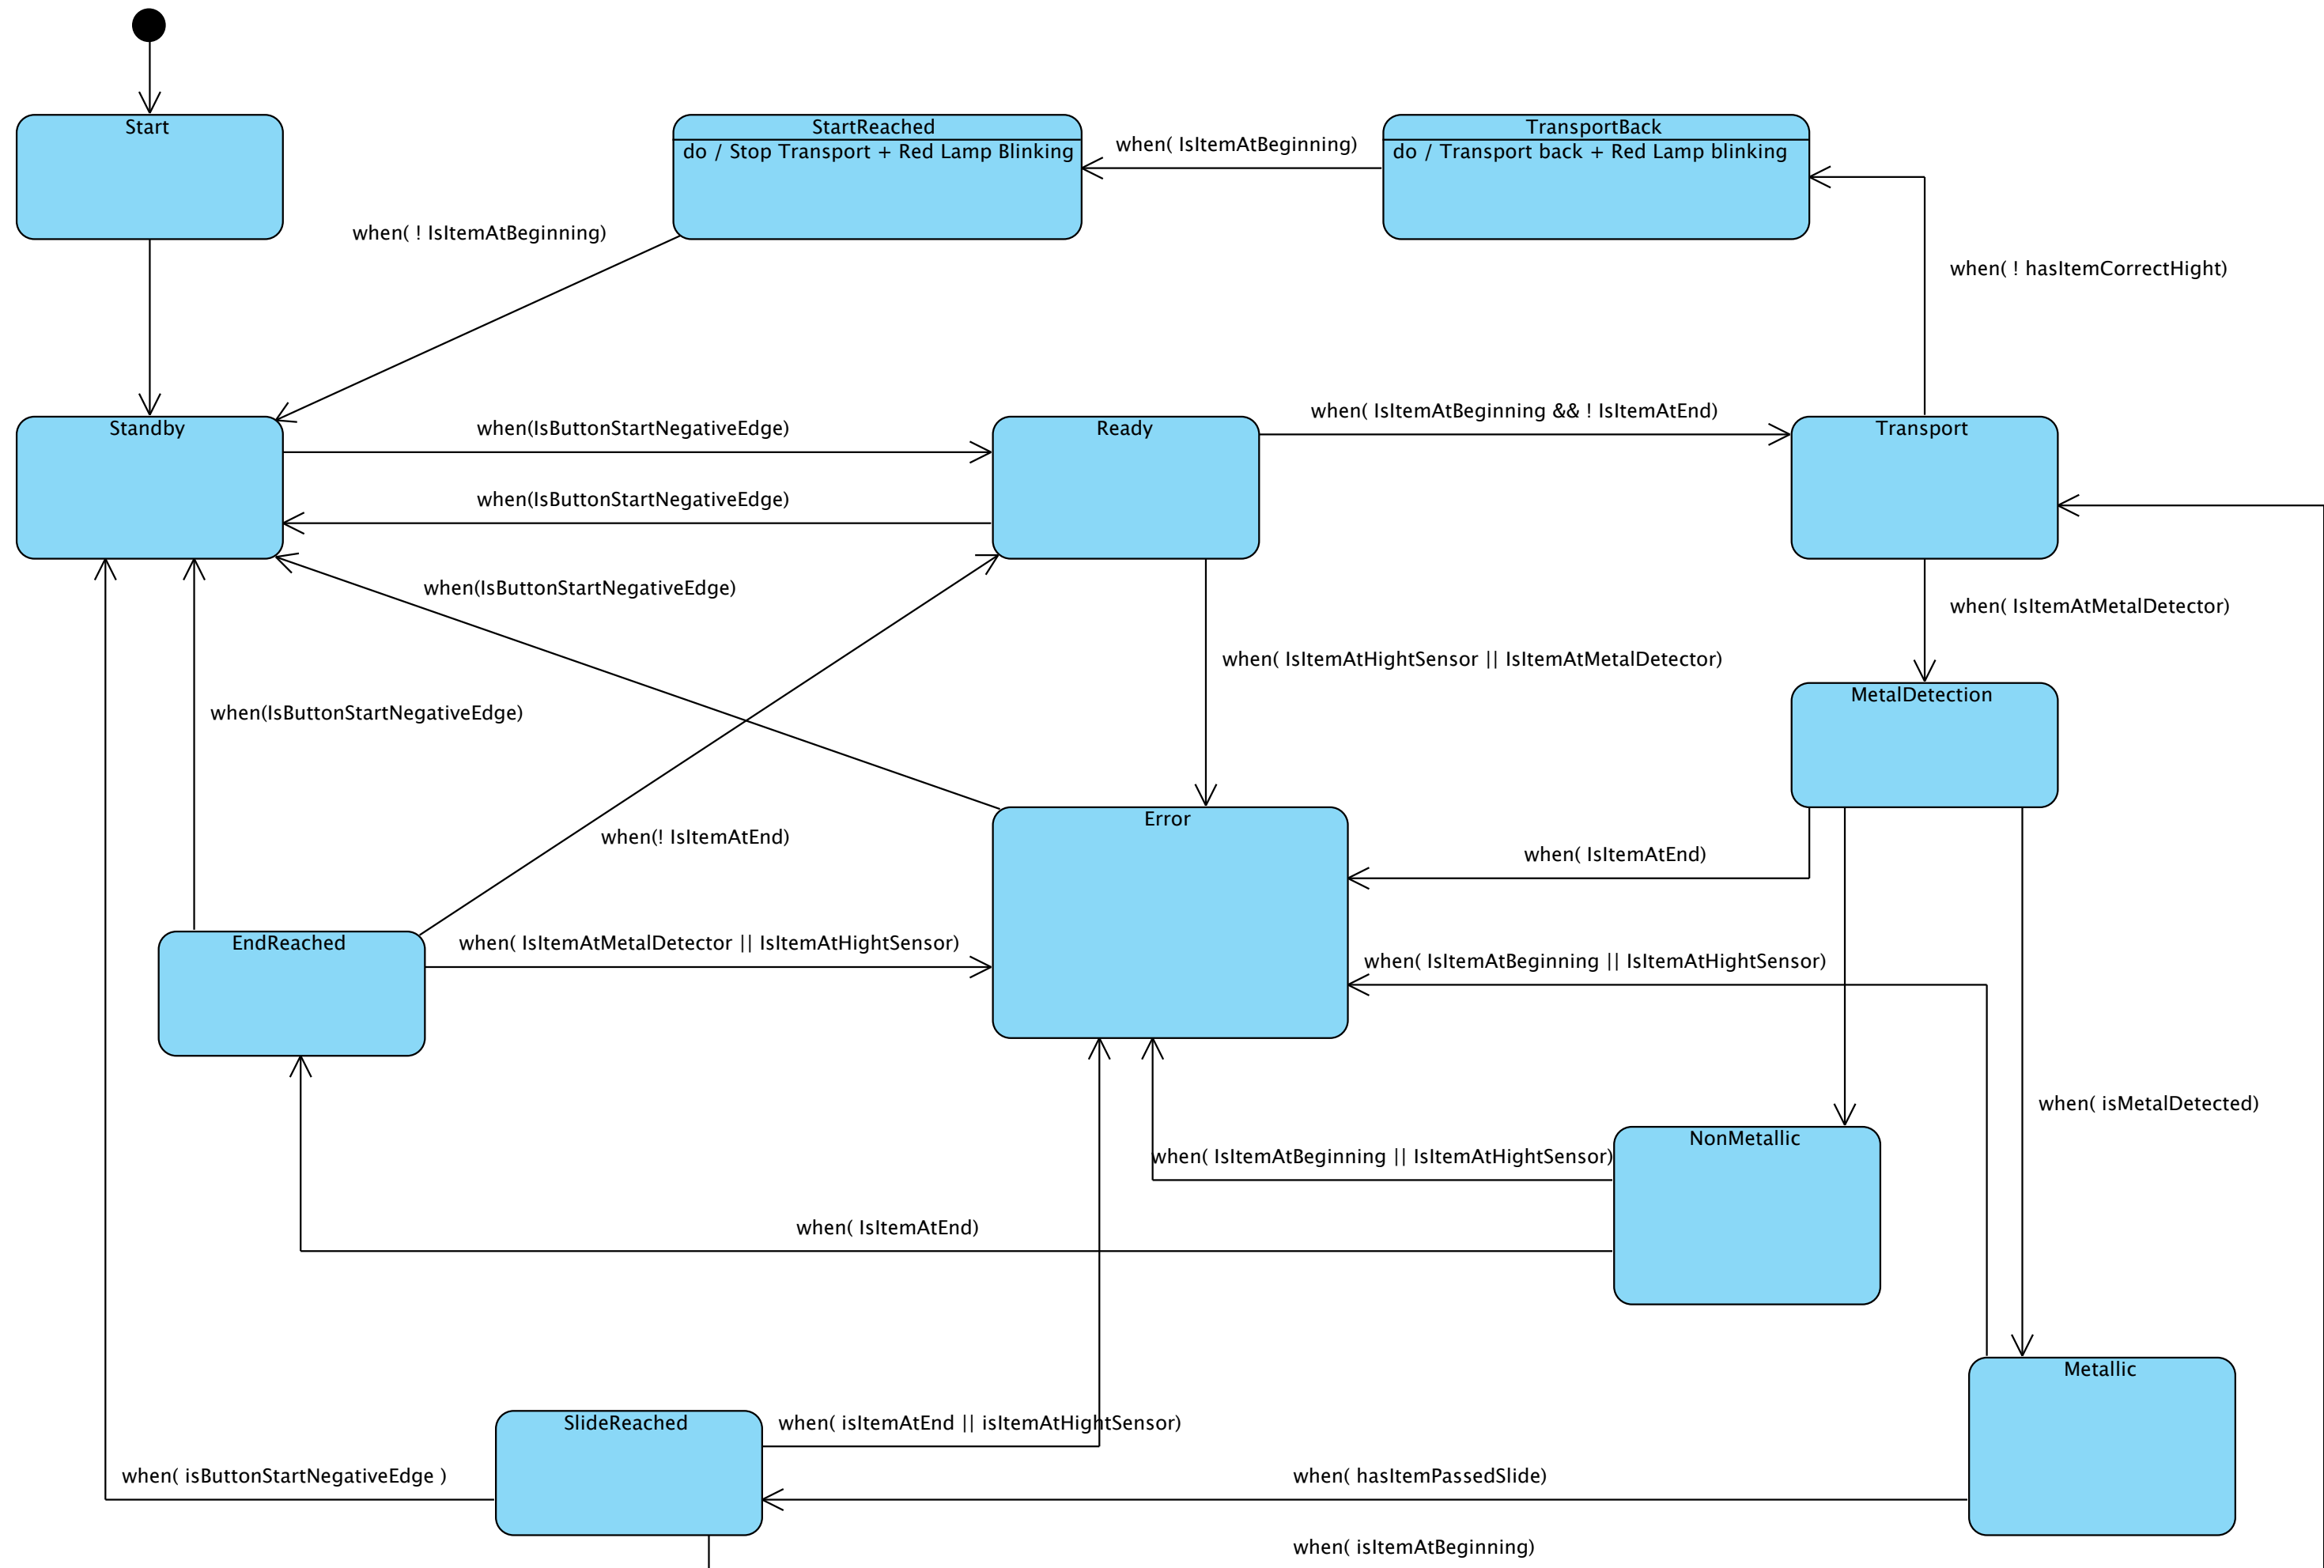 Start
StartReached
do / Stop Transport + Red Lamp Blinking
when( IsItemAtBeginning)
TransportBack
do / Transport back + Red Lamp blinking
when( ! IsItemAtBeginning)
when( ! hasItemCorrectHight)
Standby
when(IsButtonStartNegativeEdge)
Ready
when( IsItemAtBeginning && ! IsItemAtEnd)
Transport
when(IsButtonStartNegativeEdge)
when(IsButtonStartNegativeEdge)
when( IsItemAtMetalDetector)
when( IsItemAtHightSensor || IsItemAtMetalDetector)
MetalDetection
when(IsButtonStartNegativeEdge)
Error
when(! IsItemAtEnd)
when( IsItemAtEnd)
EndReached
when( IsItemAtMetalDetector || IsItemAtHightSensor)
when( IsItemAtBeginning || IsItemAtHightSensor)
when( isMetalDetected)
NonMetallic
when( IsItemAtBeginning || IsItemAtHightSensor)
when( IsItemAtEnd)
Metallic
SlideReached
when( isItemAtEnd || isItemAtHightSensor)
when( isButtonStartNegativeEdge )
when( hasItemPassedSlide)
when( isItemAtBeginning)